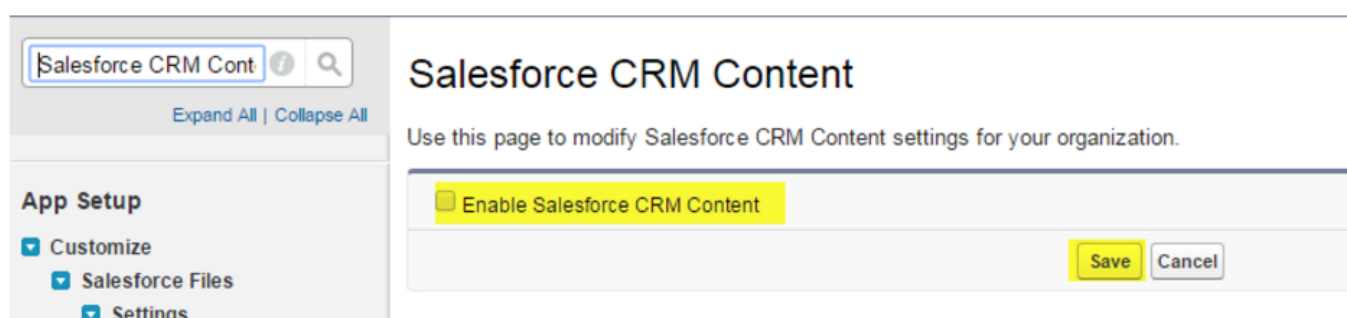 Salesforce CRM Cont
Expand All | Collapse All
App Setup
Customize
Salesforce Files
Settings
Salesforce CRM Content
Use this page to modify Salesforce CRM Content settings for your organization.
Enable Salesforce CRM Content
Save Cancel